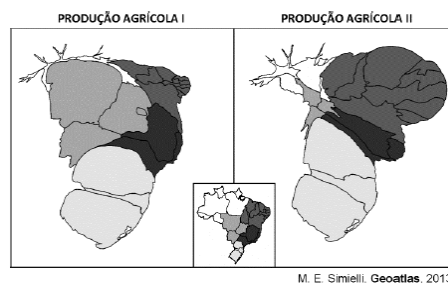 PRODUÇÃO AGRÍCOLA I
PRODUÇÃO AGRÍCOLA II
M. E. Simielli, Geoatlas, 2013